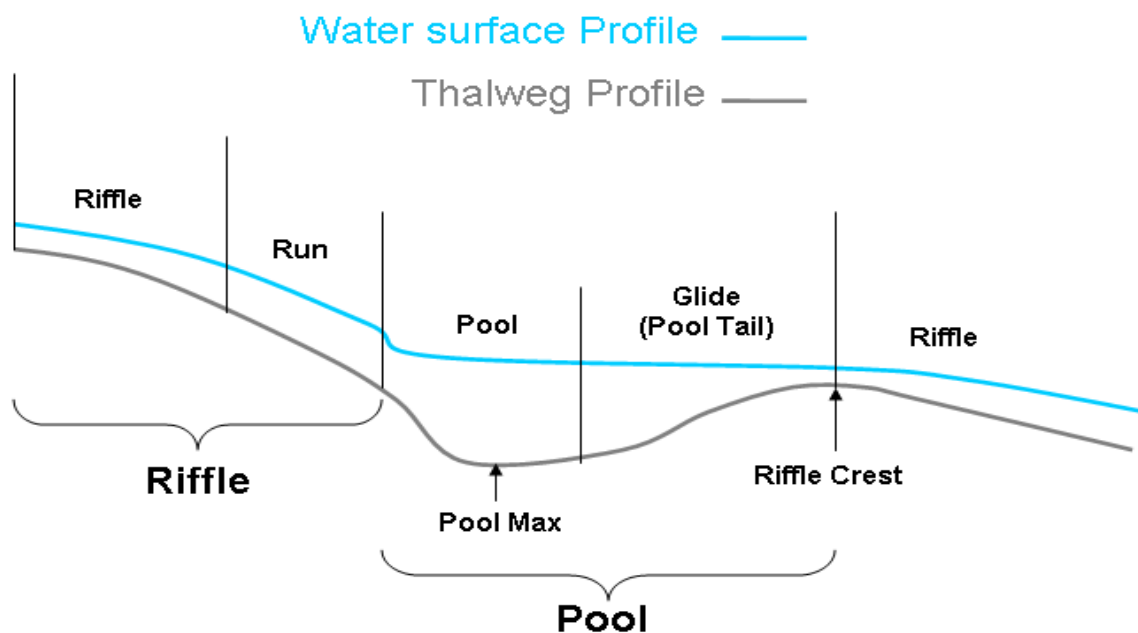 Water surface Profile
Thalweg Profile
Riffle
Run
Pool
Glide
(Pool Tail)
Riffle
Riffle
Pool Max
Riffle Crest
Pool